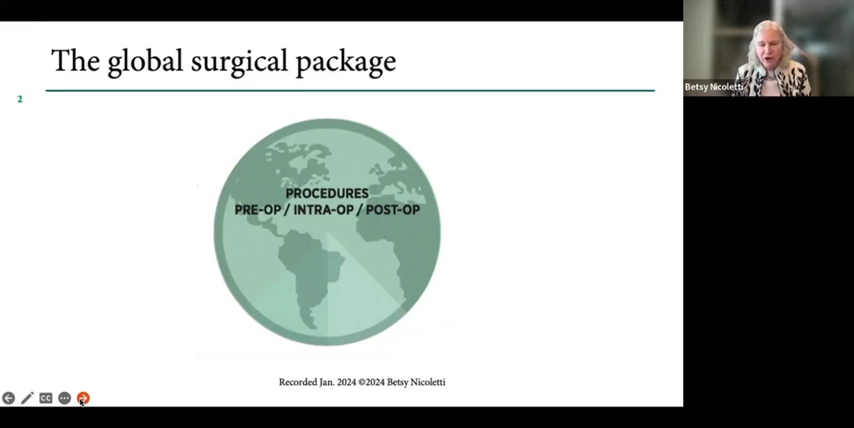 The global surgical package
2
PROCEDURES
PRE-OP / INTRA-OP / POST-OP
Recorded Jan. 2024 ©2024 Betsy Nicoletti
CC
Betsy Nicoletti